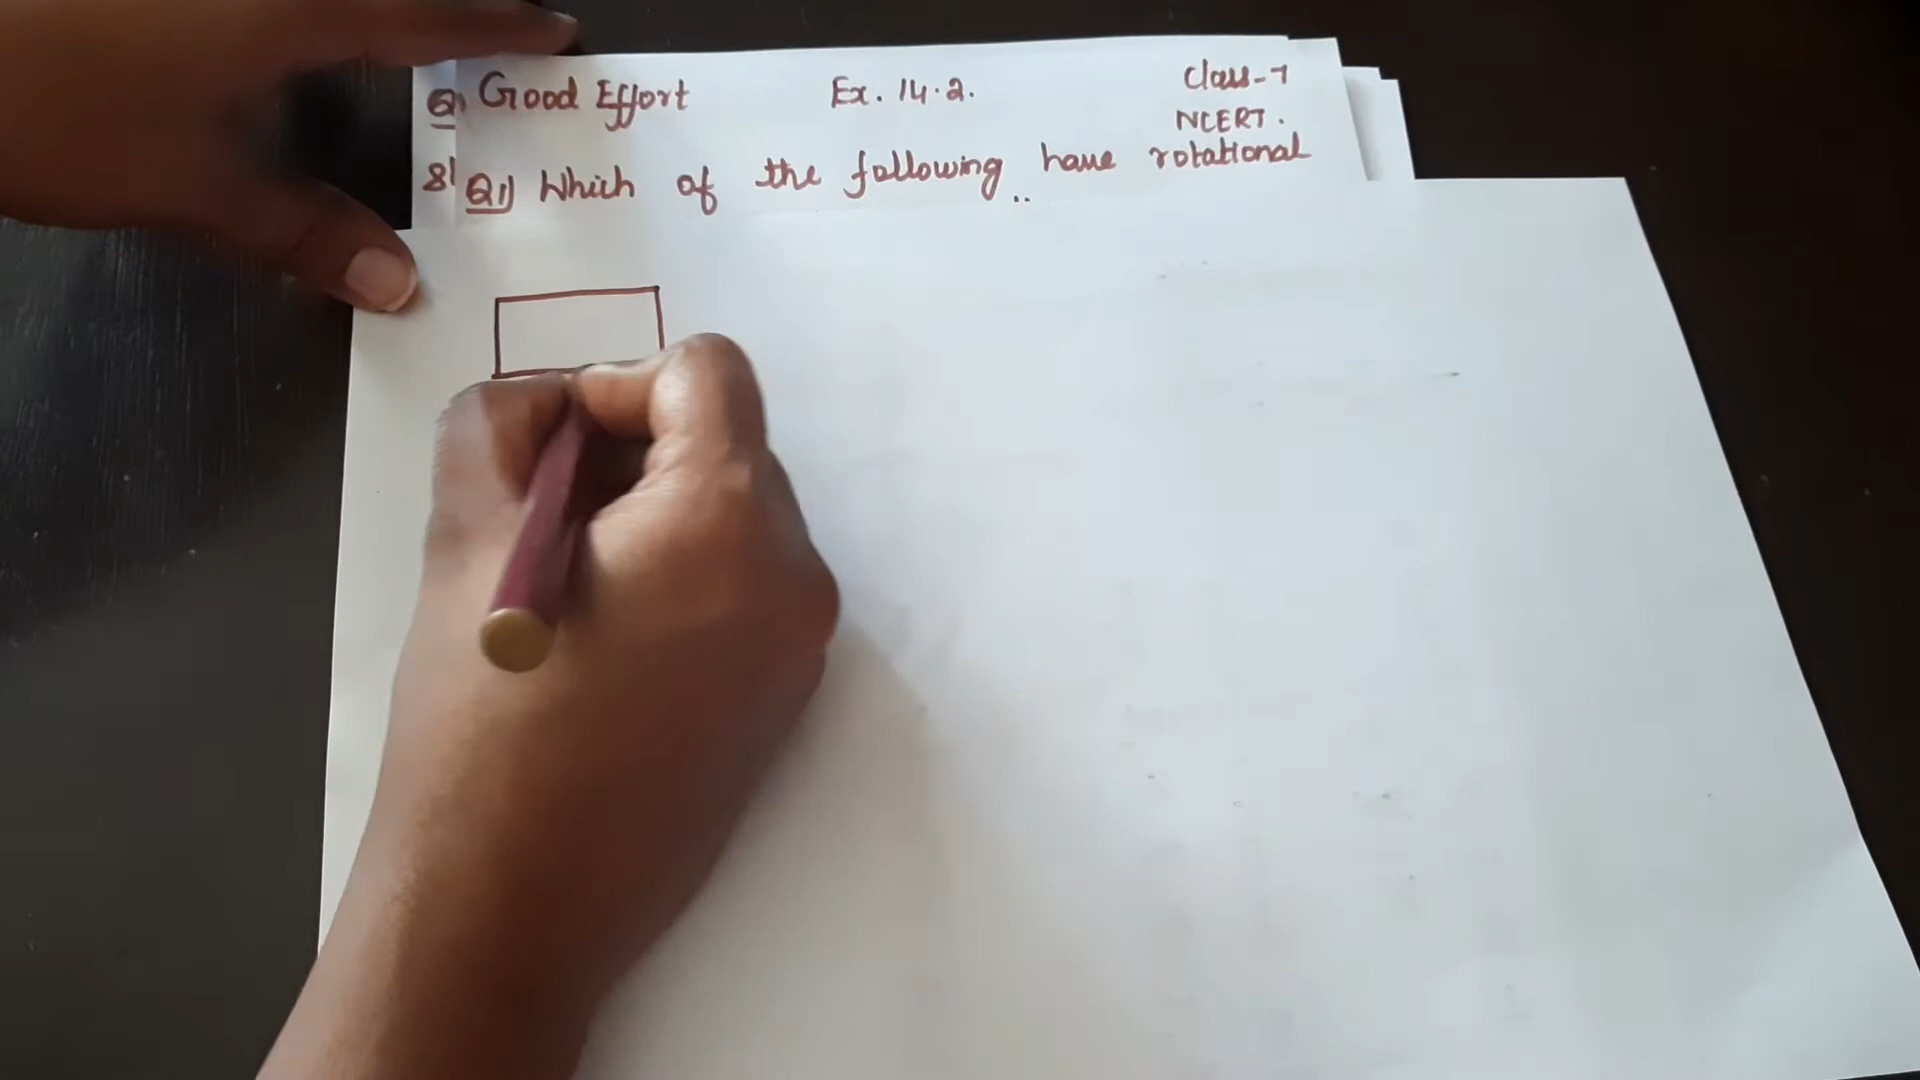 Q) Good Effort Ex. 14.2. Class-7
NCERT.
Q1) Which of the following have rotational